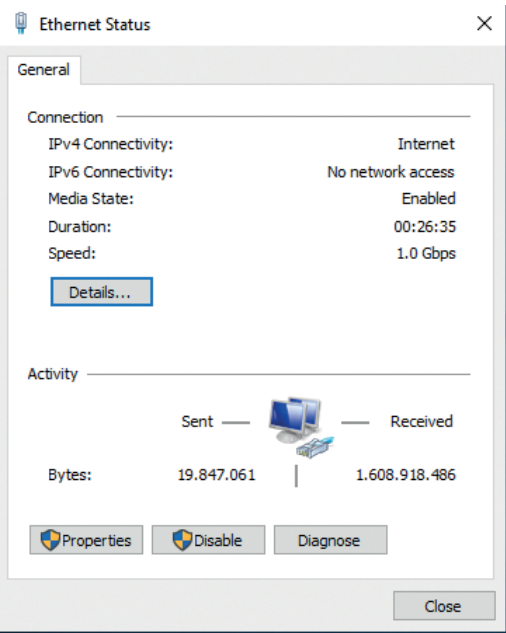 Ethernet Status
General
Connection
IPv4 Connectivity: Internet
IPv6 Connectivity: No network access
Media State: Enabled
Duration: 00:26:35
Speed: 1.0 Gbps
Details...
Activity
Sent Received
Bytes: 19.847.061 1.608.918.486
Properties Disable Diagnose
Close